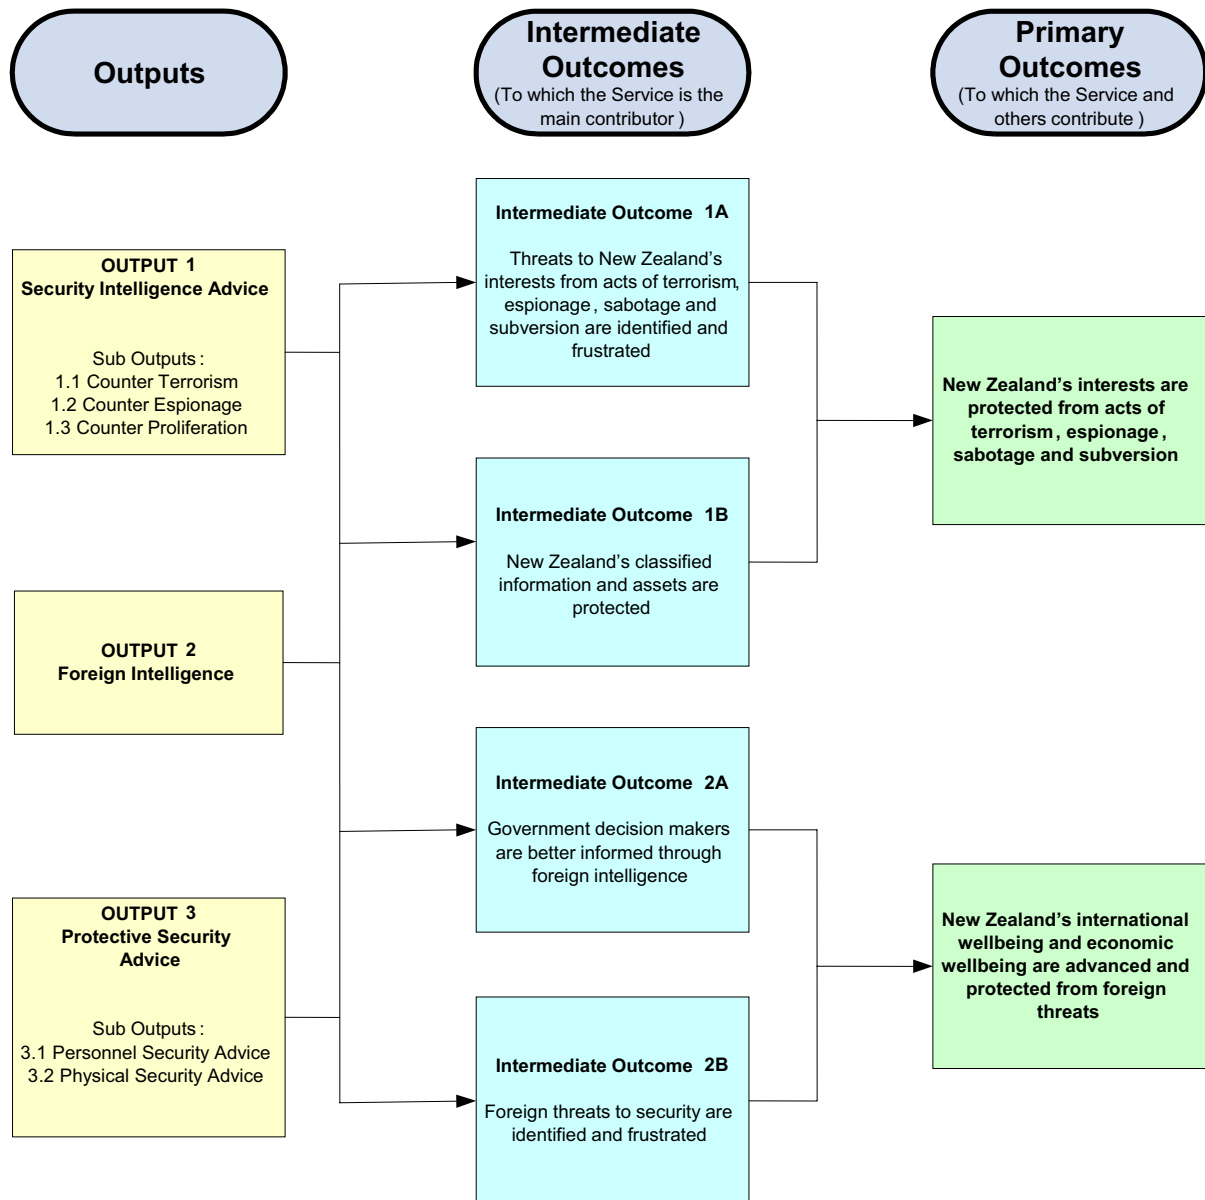 Outputs
Intermediate
Outcomes
(To which the Service is the
main contributor )
Primary
Outcomes
(To which the Service and
others contribute )
OUTPUT 1
Security Intelligence Advice
Sub Outputs :
1.1 Counter Terrorism
1.2 Counter Espionage
1.3 Counter Proliferation
OUTPUT 2
Foreign Intelligence
OUTPUT 3
Protective Security
Advice
Sub Outputs :
3.1 Personnel Security Advice
3.2 Physical Security Advice
Intermediate Outcome 1A
Threats to New Zealand's
interests from acts of terrorism,
espionage, sabotage and
subversion are identified and
frustrated
Intermediate Outcome 1B
New Zealand's classified
information and assets are
protected
Intermediate Outcome 2A
Government decision makers
are better informed through
foreign intelligence
Intermediate Outcome 2B
Foreign threats to security are
identified and frustrated
New Zealand's interests are
protected from acts of
terrorism, espionage,
sabotage and subversion
New Zealand's international
wellbeing and economic
wellbeing are advanced and
protected from foreign
threats